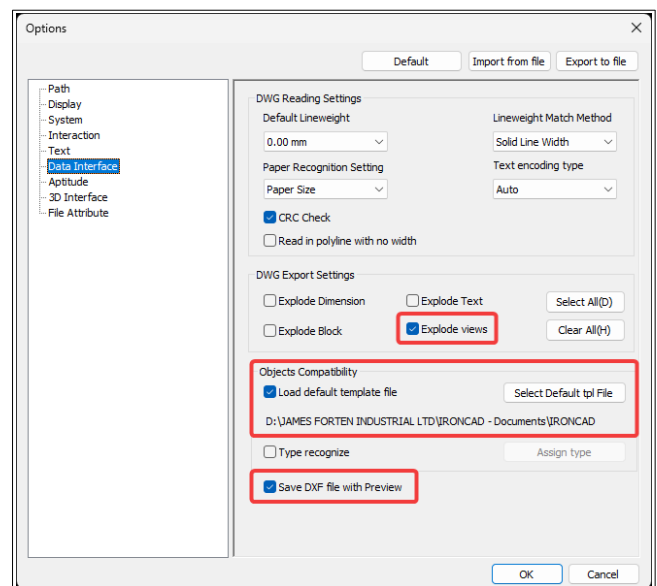 Options
Default Import from file Export to file
Path
Display
System
Interaction
Text
Data Interface
Aptitude
3D Interface
File Attribute
DWG Reading Settings
Default Lineweight Lineweight Match Method
0.00 mm Solid Line Width
Paper Recognition Setting Text encoding type
Paper Size Auto
CRC Check
Read in polyline with no width
DWG Export Settings
Explode Dimension Explode Text Select All(D)
Explode Block Explode views Clear All(H)
Objects Compatibility
Load default template file Select Default tpl File
D:\JAMES FORTEN INDUSTRIAL LTD\IRONCAD - Documents\IRONCAD
Type recognize Assign type
Save DXF file with Preview
OK Cancel